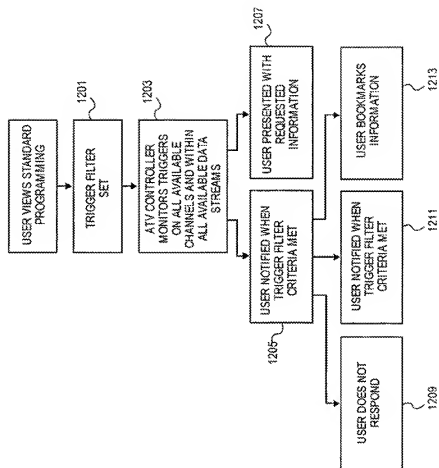 USER VIEWS STANDARD
PROGRAMMING
1201
TRIGGER FILTER
SET
1203
ATV CONTROLLER
MONITORS TRIGGERS
ON ALL AVAILABLE
CHANNELS AND WITHIN
ALL AVAILABLE DATA
STREAMS
1205
USER NOTIFIED WHEN
TRIGGER FILTER
CRITERIA MET
1207
USER PRESENTED WITH
REQUESTED
INFORMATION
1209
USER DOES NOT
RESPOND
1211
USER NOTIFIED WHEN
TRIGGER FILTER
CRITERIA MET
1213
USER BOOKMARKS
INFORMATION